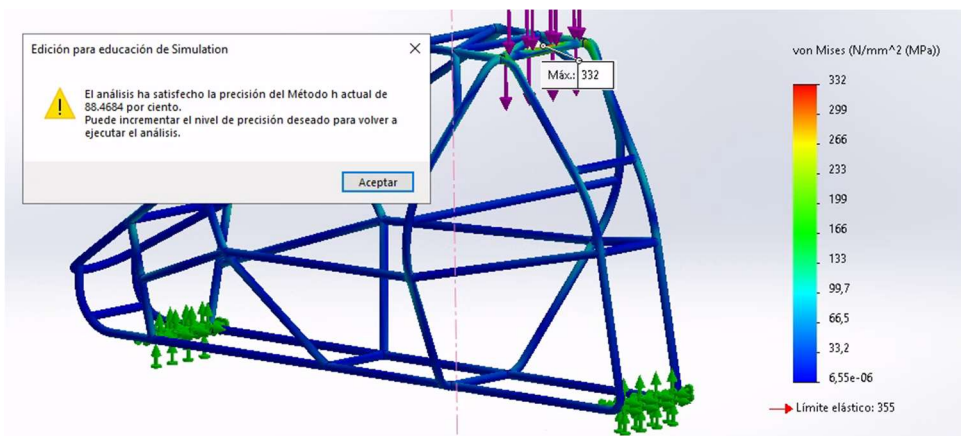 Edición para educación de Simulation
El análisis ha satisfecho la precisión del Método h actual de
88.4684 por ciento.
Puede incrementar el nivel de precisión deseado para volver a
ejecutar el análisis.
Aceptar
Máx.: 332
von Mises (N/mm^2 (MPa))
332
299
266
233
199
166
133
99,7
66,5
33,2
6,55e-06
Límite elástico: 355